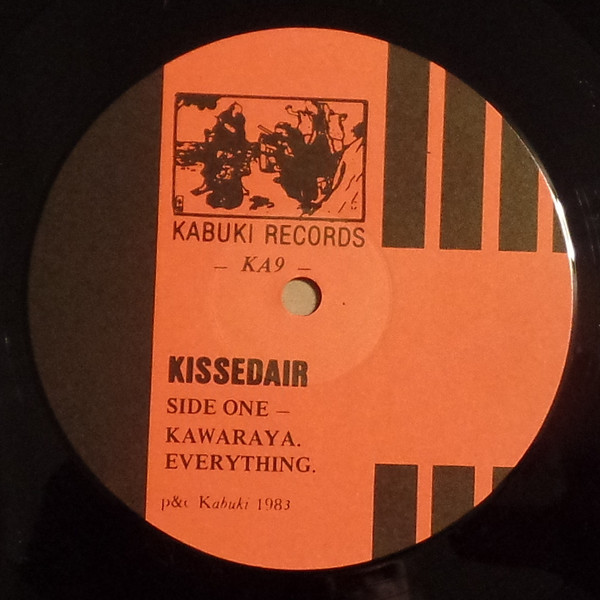 KABUKI RECORDS
– KA9 –
KISSEDAIR
SIDE ONE –
KAWARAYA.
EVERYTHING.
p&c Kabuki 1983